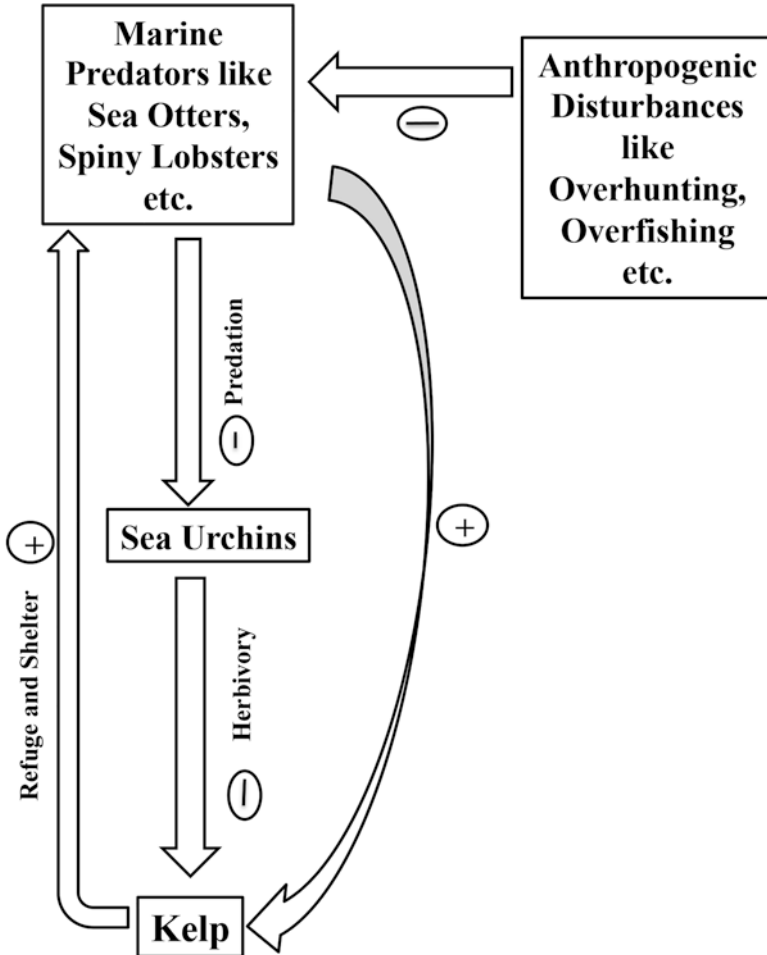 Marine
Predators like
Sea Otters,
Spiny Lobsters
etc.
Anthropogenic
Disturbances
like
Overhunting,
Overfishing
etc.
−
Predation
−
Sea Urchins
+
+
Refuge and Shelter
Herbivory
−
Kelp